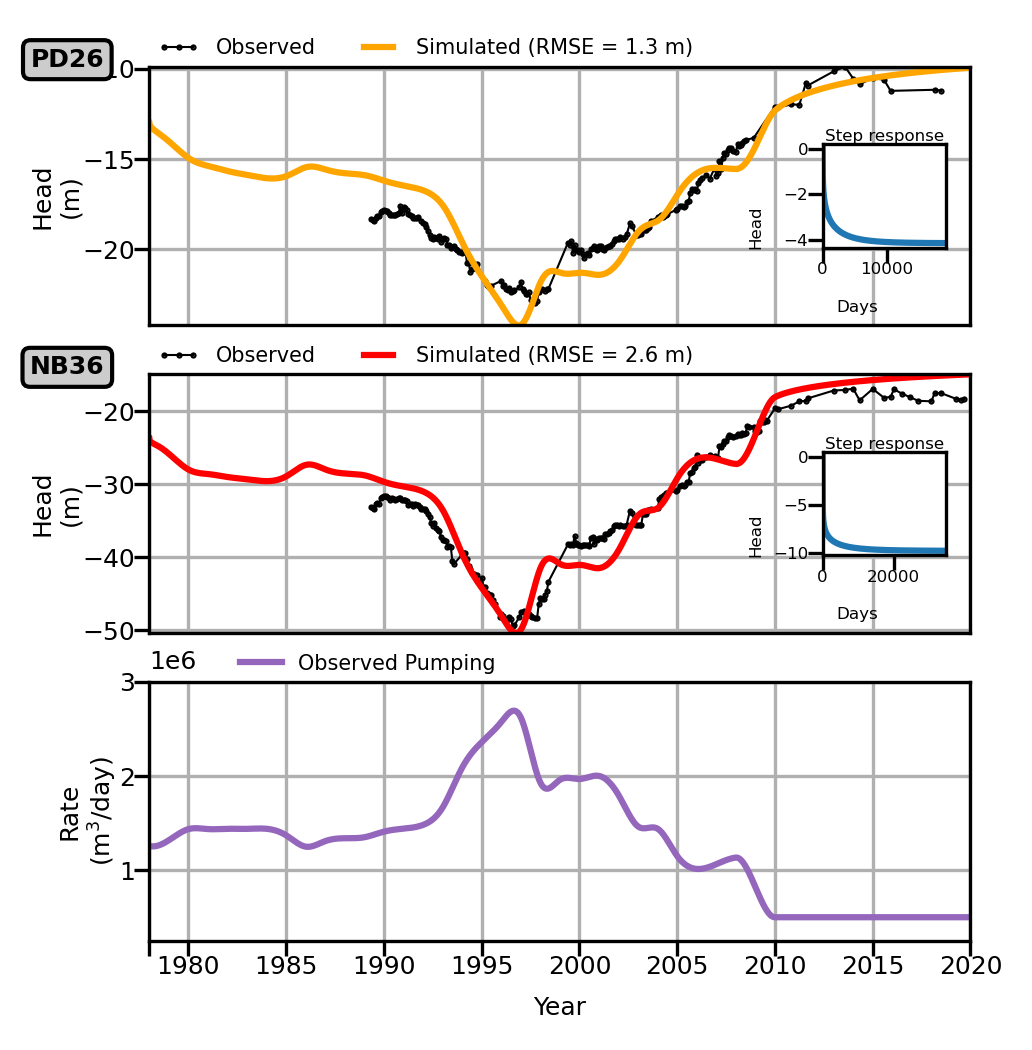 Observed Simulated (RMSE = 1.3 m)
PD26
10
−15
−20
Head
(m)
Step response
0
−2
−4
Head
0 10000
Days
Observed Simulated (RMSE = 2.6 m)
NB36
−20
−30
−40
−50
Head
(m)
Step response
0
−5
−10
Head
0 20000
Days
1e6 Observed Pumping
3
2
1
Rate
(m³/day)
1980 1985 1990 1995 2000 2005 2010 2015 2020
Year